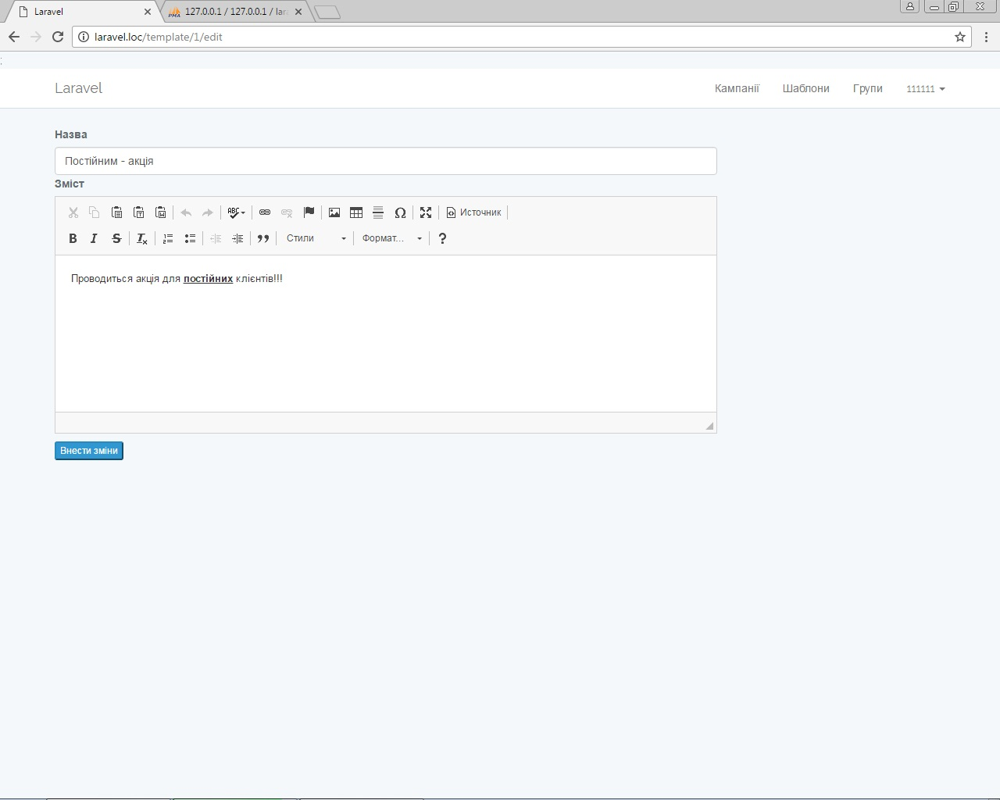 Laravel
127.0.0.1 / 127.0.0.1 / lar
laravel.loc/template/1/edit
;
Laravel Кампанії Шаблони Групи 111111
Назва
Постійним - акція
Зміст
Источник
Стили Формат... ?
Проводиться акція для постійних клієнтів!!!
Внести зміни